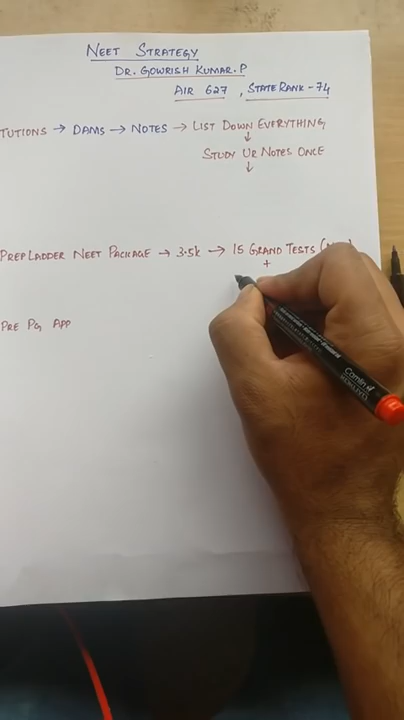 NEET STRATEGY
DR. GOWRISH KUMAR. P
AIR 627 , STATE RANK - 74
TUTIONS → DAMS → NOTES → LIST DOWN EVERYTHING
↓
STUDY UR NOTES ONCE
↓
PREPLADDER NEET PACKAGE → 3.5k → 15 GRAND TESTS
+
PRE PG APP
Camlin